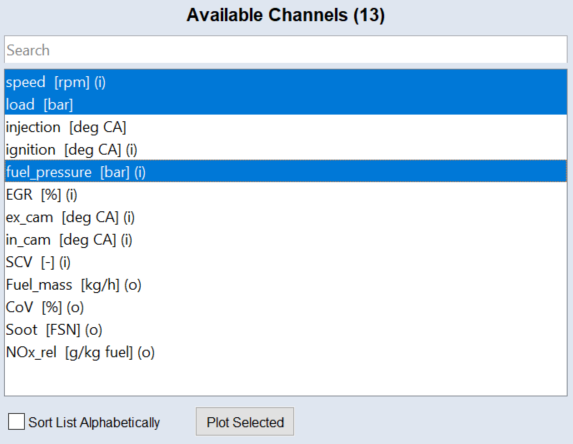 Available Channels (13)
Search
speed [rpm] (i)
load [bar]
injection [deg CA]
ignition [deg CA] (i)
fuel_pressure [bar] (i)
EGR [%] (i)
ex_cam [deg CA] (i)
in_cam [deg CA] (i)
SCV [-] (i)
Fuel_mass [kg/h] (o)
CoV [%] (o)
Soot [FSN] (o)
NOx_rel [g/kg fuel] (o)
Sort List Alphabetically
Plot Selected